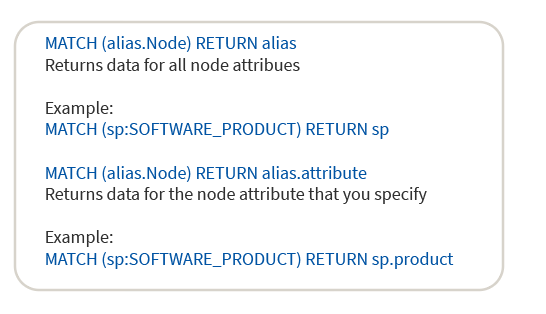 MATCH (alias.Node) RETURN alias
Returns data for all node attribues
Example:
MATCH (sp:SOFTWARE_PRODUCT) RETURN sp
MATCH (alias.Node) RETURN alias.attribute
Returns data for the node attribute that you specify
Example:
MATCH (sp:SOFTWARE_PRODUCT) RETURN sp.product